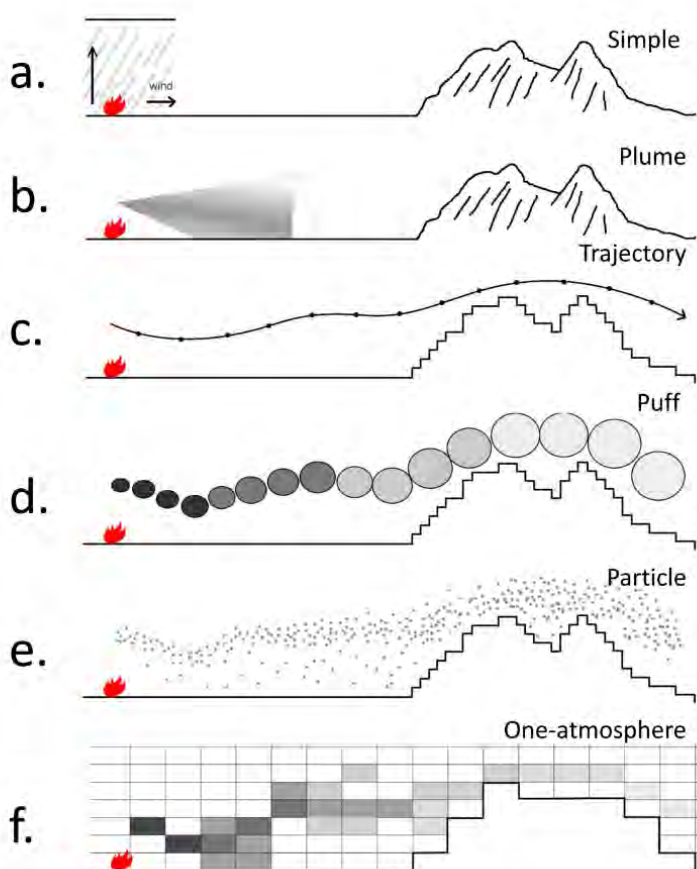 Simple
a.
wind
Plume
b.
Trajectory
c.
Puff
d.
Particle
e.
One-atmosphere
f.